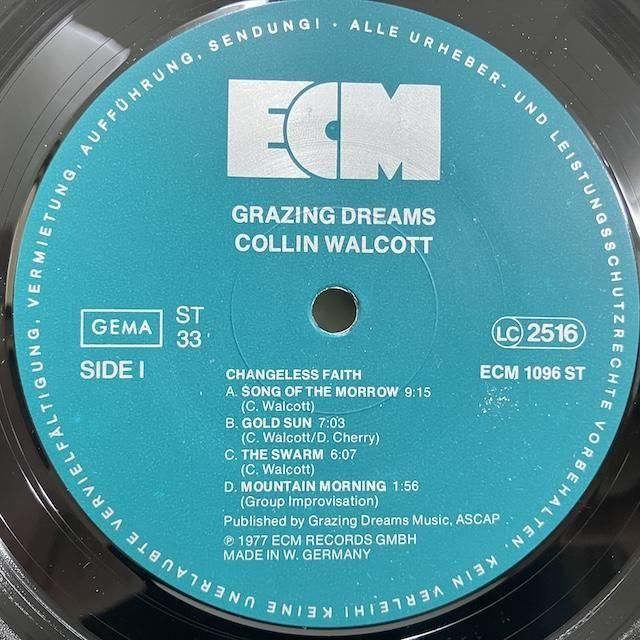 ALLE URHEBER- UND LEISTUNGSSCHUTZRECHTE VORBEHALTEN. KEIN VERLEIH! KEINE UNERLAUBTE VERVIELFÄLTIGUNG, VERMIETUNG, AUFFÜHRUNG, SENDUNG! ·
ECM
GRAZING DREAMS
COLLIN WALCOTT
GEMA
ST
33
SIDE I
LC 2516
ECM 1096 ST
CHANGELESS FAITH
A. SONG OF THE MORROW 9:15
(C. Walcott)
B. GOLD SUN 7:03
(C. Walcott/D. Cherry)
C. THE SWARM 6:07
(C. Walcott)
D. MOUNTAIN MORNING 1:56
(Group Improvisation)
Published by Grazing Dreams Music, ASCAP
℗ 1977 ECM RECORDS GMBH
MADE IN W. GERMANY